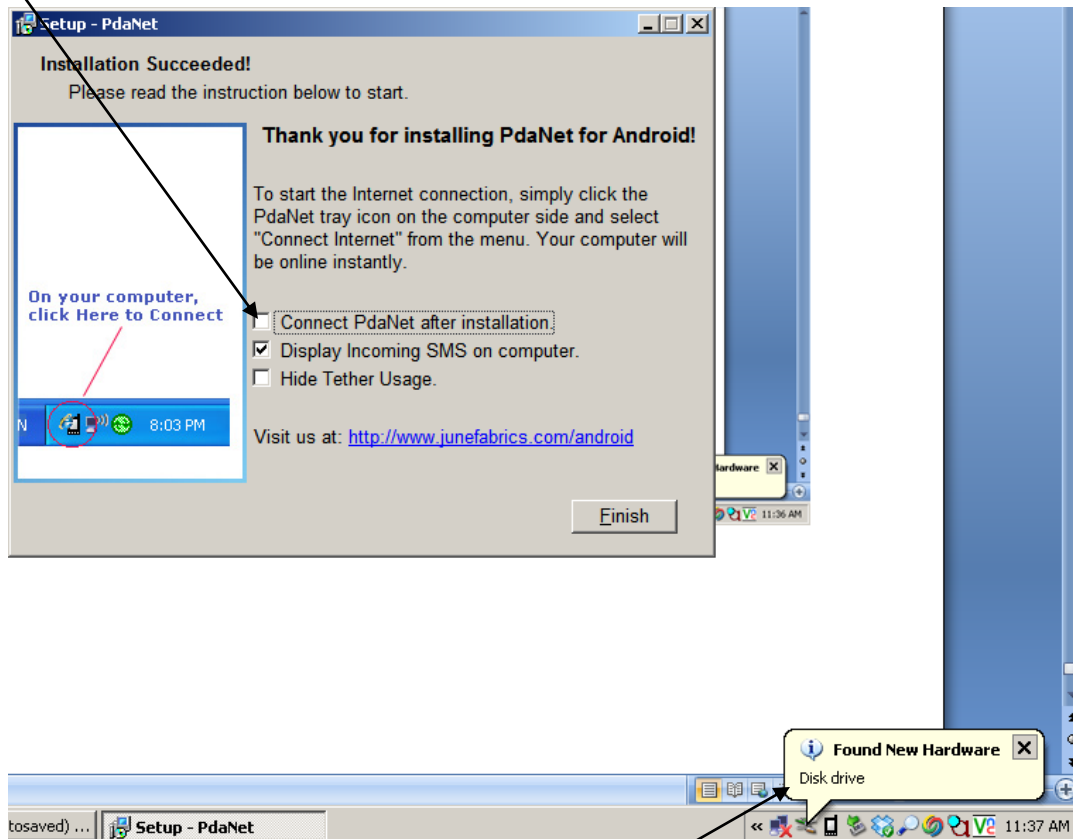 Setup - PdaNet
Installation Succeeded!
Please read the instruction below to start.
Thank you for installing PdaNet for Android!
To start the Internet connection, simply click the
PdaNet tray icon on the computer side and select
"Connect Internet" from the menu. Your computer will
be online instantly.
On your computer,
click Here to Connect
N 8:03 PM
Connect PdaNet after installation.
Display Incoming SMS on computer.
Hide Tether Usage.
Visit us at: http://www.junefabrics.com/android
Finish
Hardware
V2 11:36 AM
Found New Hardware
Disk drive
tosaved) ...
Setup - PdaNet
« V2 11:37 AM